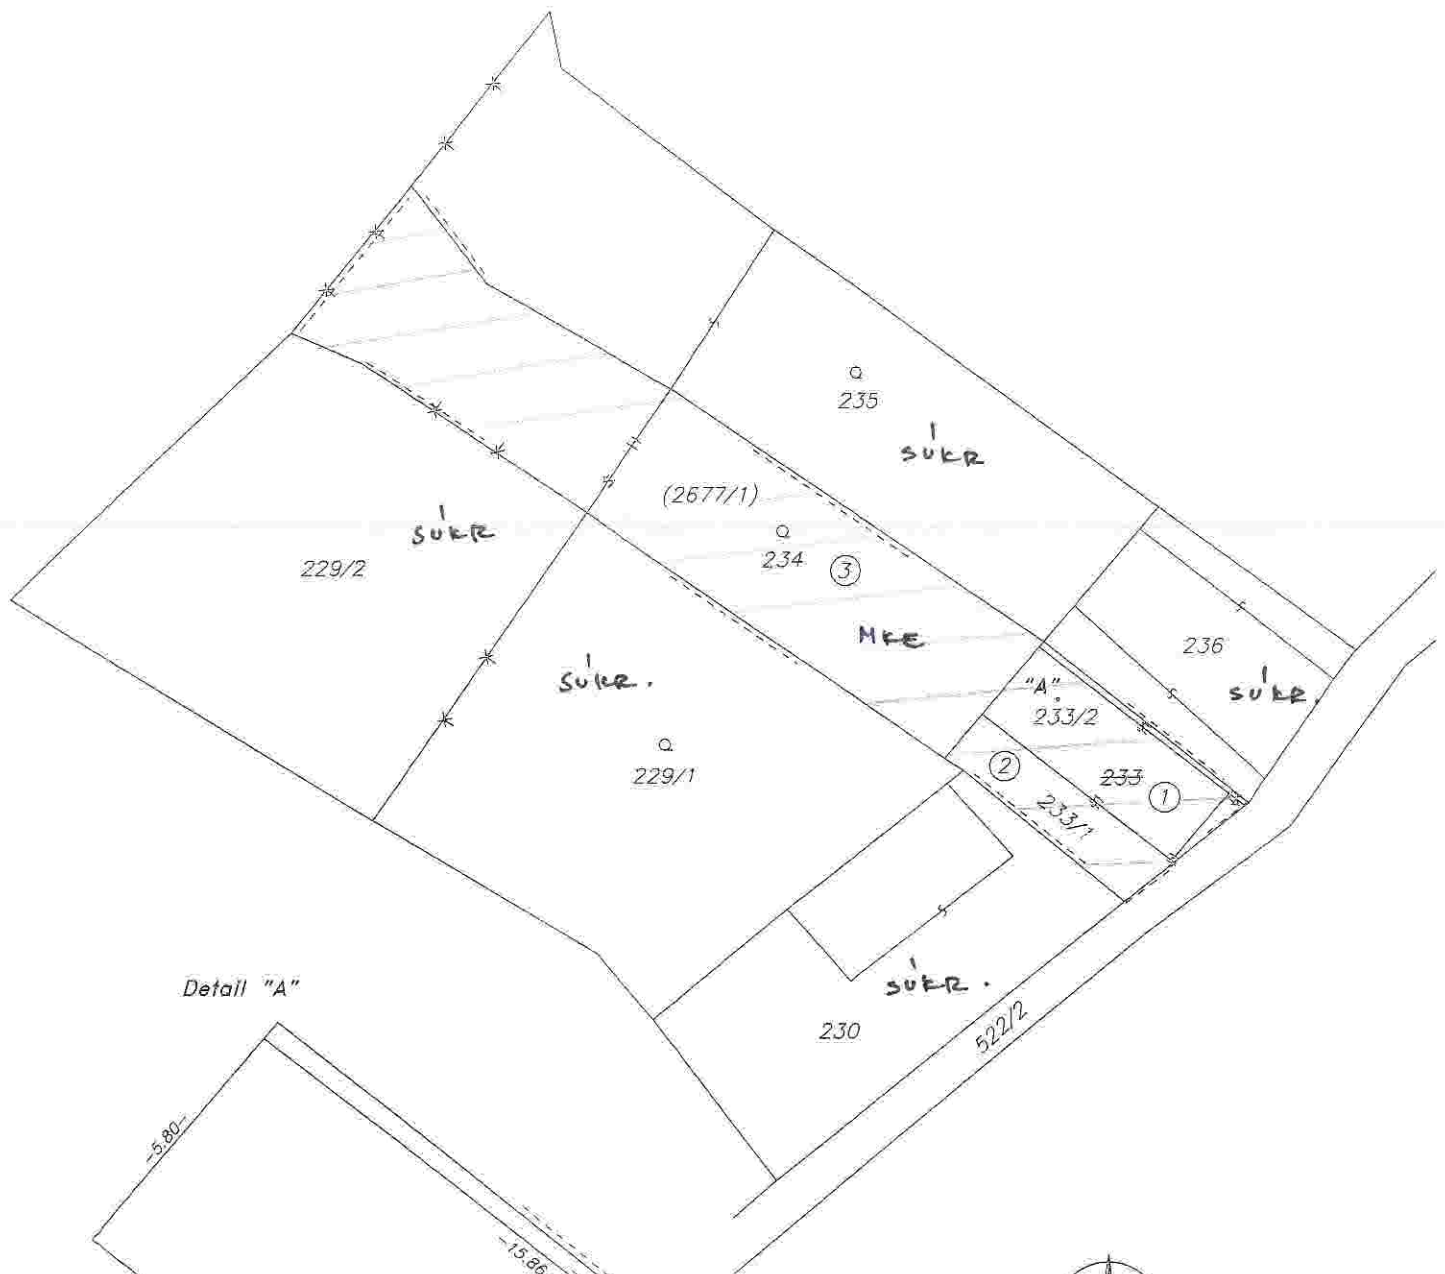 235
SÚKR
(2677/1)
234 ③
SÚKR
229/2
MKE
236
SÚKR.
SÚKR.
"A"
233/2
②
233
①
233/1
229/1
SÚKR.
230
522/2
Detail "A"
-5.80-
-15.86